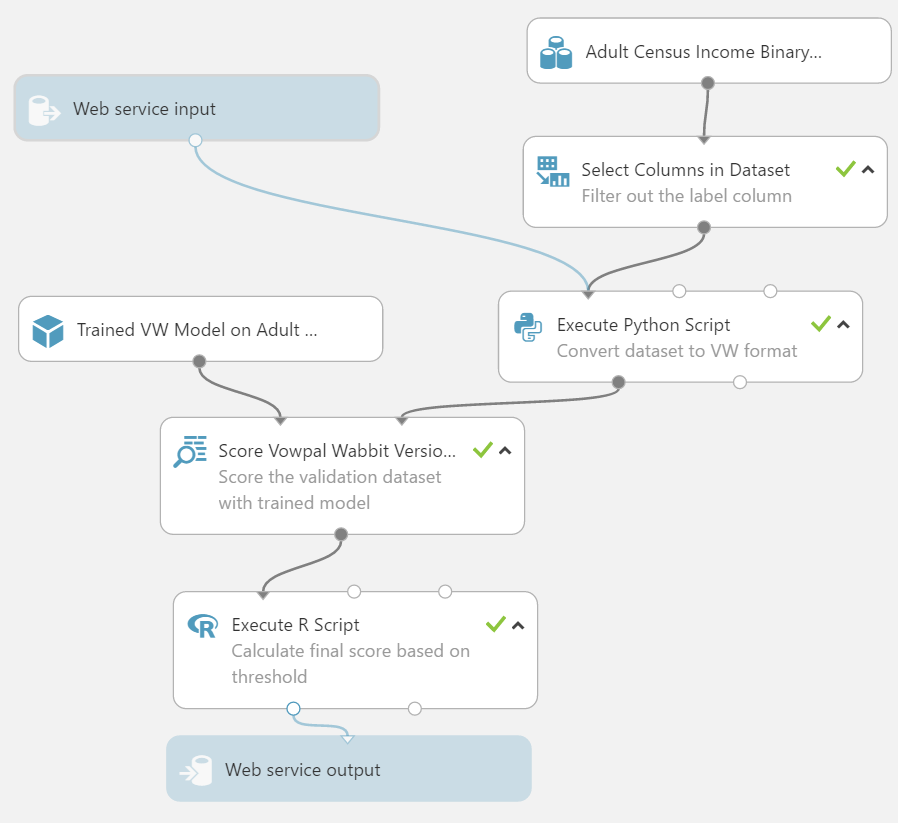 Adult Census Income Binary...
Web service input
Select Columns in Dataset
Filter out the label column
Trained VW Model on Adult ...
Execute Python Script
Convert dataset to VW format
Score Vowpal Wabbit Versio...
Score the validation dataset
with trained model
Execute R Script
Calculate final score based on
threshold
Web service output